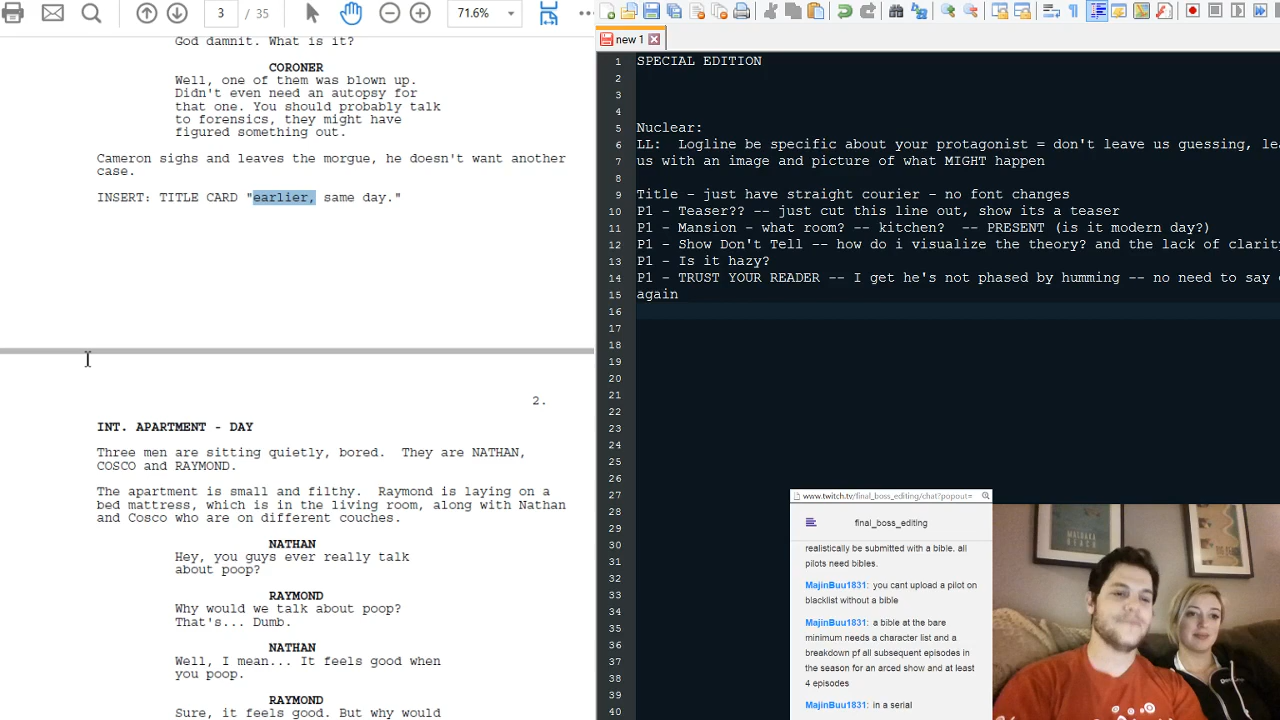 3 / 35
71.6%
God damnit. What is it?
CORONER
Well, one of them was blown up.
Didn't even need an autopsy for
that one. You should probably talk
to forensics, they might have
figured something out.
Cameron sighs and leaves the morgue, he doesn't want another
case.
INSERT: TITLE CARD "earlier, same day."
2.
INT. APARTMENT - DAY
Three men are sitting quietly, bored. They are NATHAN,
COSCO and RAYMOND.
The apartment is small and filthy. Raymond is laying on a
bed mattress, which is in the living room, along with Nathan
and Cosco who are on different couches.
NATHAN
Hey, you guys ever really talk
about poop?
RAYMOND
Why would we talk about poop?
That's... Dumb.
NATHAN
Well, I mean... It feels good when
you poop.
RAYMOND
Sure, it feels good. But why would
new 1
1 SPECIAL EDITION
2
3
4
5 Nuclear:
6 LL: Logline be specific about your protagonist = don't leave us guessing, lea
7 us with an image and picture of what MIGHT happen
8
9 Title - just have straight courier - no font changes
10 P1 - Teaser?? -- just cut this line out, show its a teaser
11 P1 - Mansion - what room? -- kitchen? -- PRESENT (is it modern day?)
12 P1 - Show Don't Tell -- how do i visualize the theory? and the lack of clarit
13 P1 - Is it hazy?
14 P1 - TRUST YOUR READER -- I get he's not phased by humming -- no need to say
15 again
16
17
18
19
20
21
22
23
24
25
26
27
28
29
30
31
32
33
34
35
36
37
38
39
40
www.twitch.tv/final_boss_editing/chat?popout=
final_boss_editing
realistically be submitted with a bible. all
pilots need bibles.
MajinBuu1831: you cant upload a pilot on
blacklist without a bible
MajinBuu1831: a bible at the bare
minimum needs a character list and a
breakdown pf all subsequent episodes in
the season for an arced show and at least
4 episodes
MajinBuu1831: in a serial